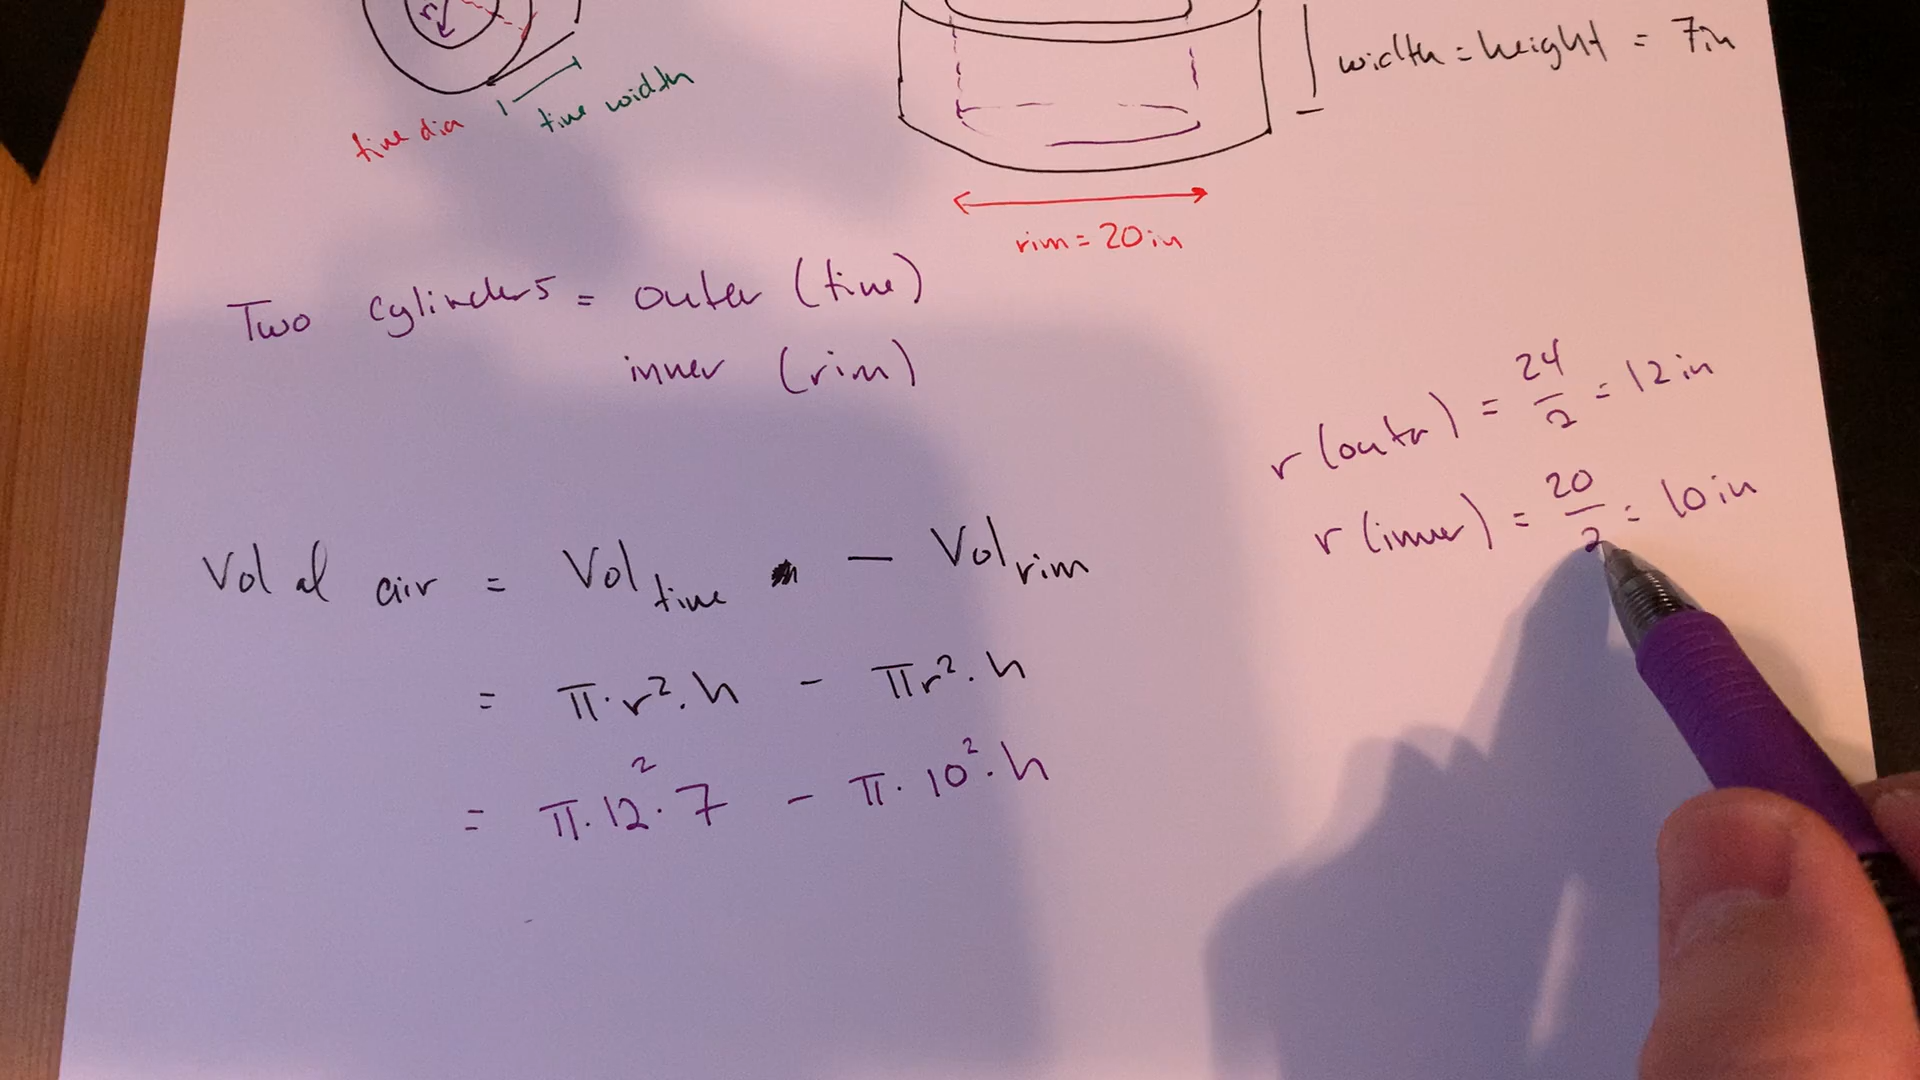 r
tire dia
tire width
width = height = 7in
rim = 20in
Two cylinders = outer (tire)
inner (rim)
r (outer) = 24/2 = 12 in
r (inner) = 20/2 = 10 in
Vol of air = Vol tire — Vol rim
= π·r²·h - πr²·h
= π·12²·7 - π·10²·h